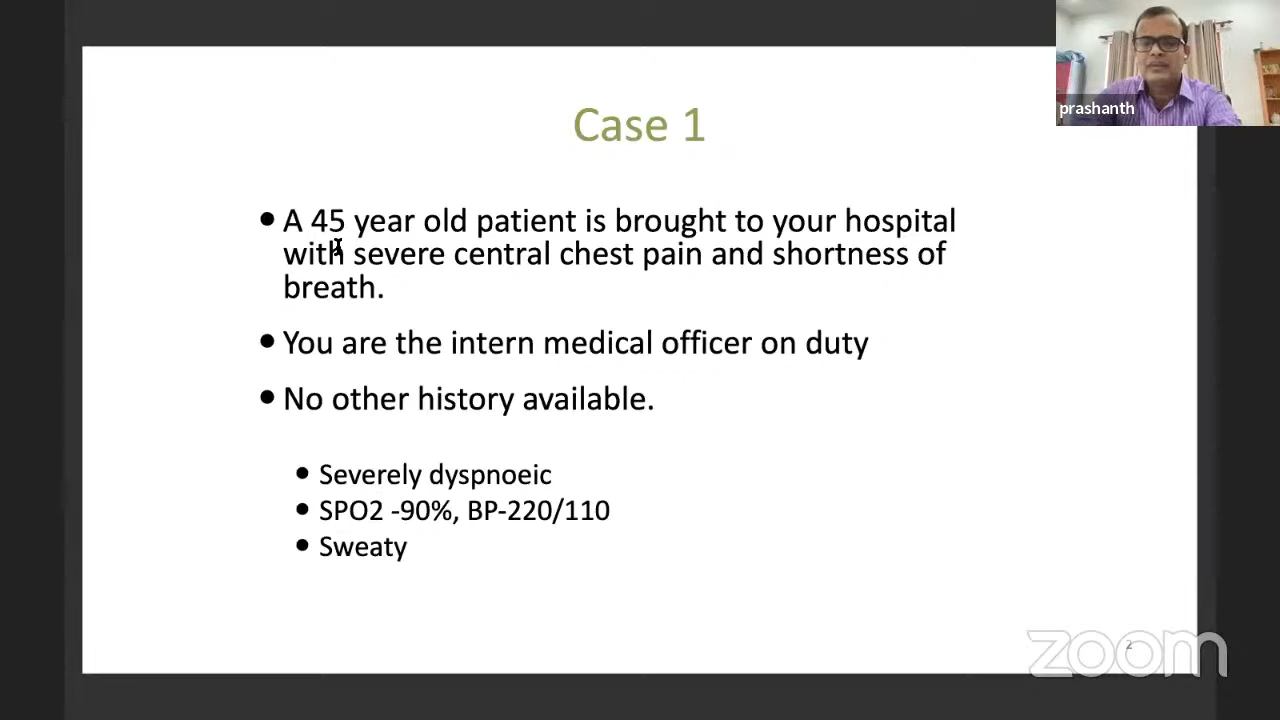 prashanth
Case 1
• A 45 year old patient is brought to your hospital
with severe central chest pain and shortness of
breath.
• You are the intern medical officer on duty
• No other history available.
• Severely dyspnoeic
• SPO2 -90%, BP-220/110
• Sweaty
2
zoom